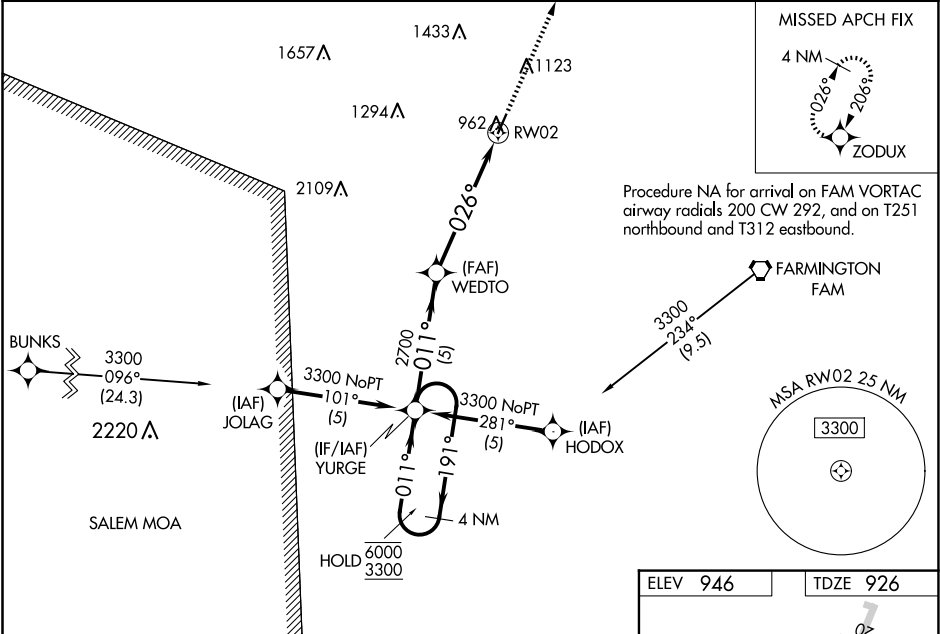 MISSED APCH FIX
4 NM
026°
206°
ZODUX
1433
1657
1123
1294
962
RW02
2109
026°
Procedure NA for arrival on FAM VORTAC
airway radials 200 CW 292, and on T251
northbound and T312 eastbound.
(FAF)
WEDTO
FARMINGTON
FAM
3300
234°
(9.5)
BUNKS
3300
096°
(24.3)
2220
2700
011°
(5)
3300 NoPT
101°
(5)
(IAF)
JOLAG
3300 NoPT
281°
(5)
(IAF)
HODOX
(IF/IAF)
YURGE
011°
191°
4 NM
HOLD
6000
3300
SALEM MOA
MSA RW02 25 NM
3300
ELEV 946
TDZE 926